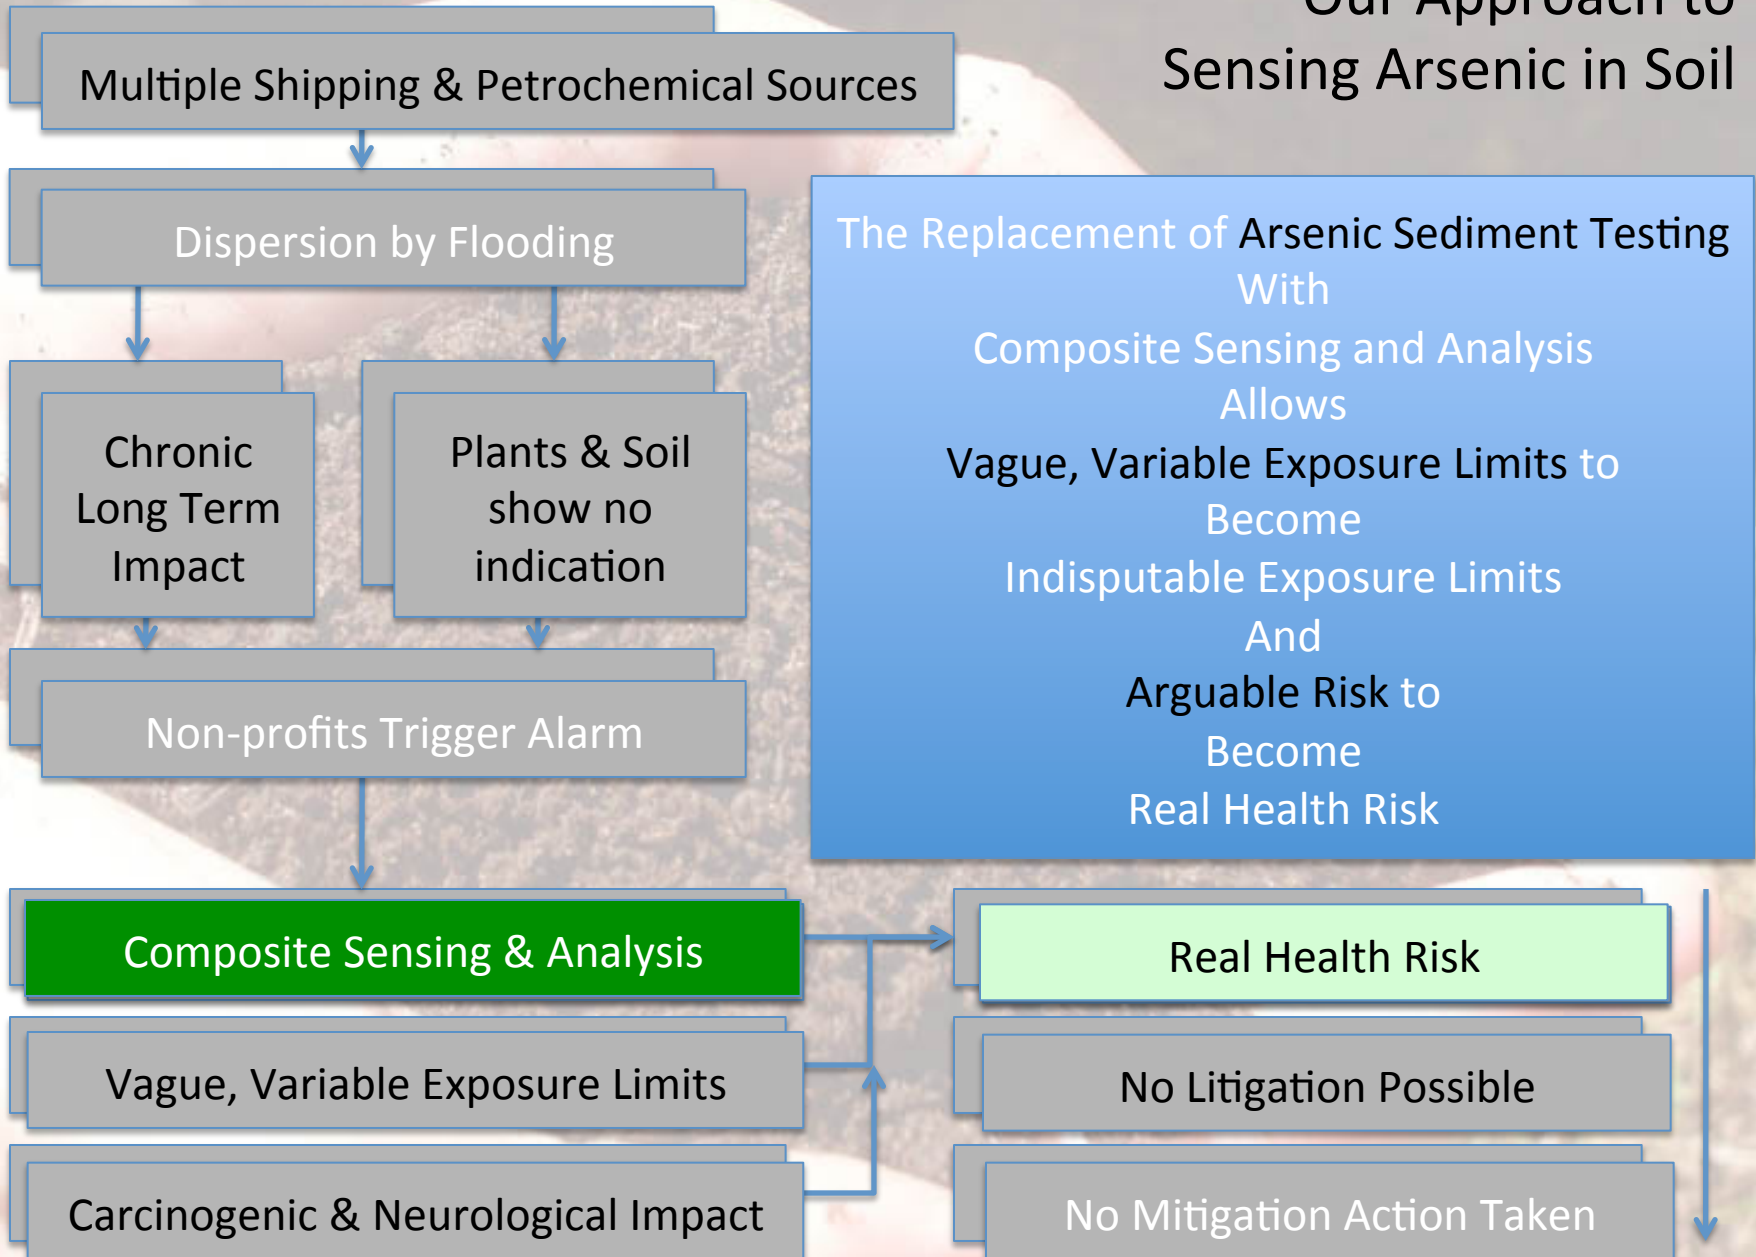 Our Approach to
Sensing Arsenic in Soil
Multiple Shipping & Petrochemical Sources
Dispersion by Flooding
Chronic
Long Term
Impact
Plants & Soil
show no
indication
Non-profits Trigger Alarm
The Replacement of Arsenic Sediment Testing
With
Composite Sensing and Analysis
Allows
Vague, Variable Exposure Limits to
Become
Indisputable Exposure Limits
And
Arguable Risk to
Become
Real Health Risk
Composite Sensing & Analysis
Vague, Variable Exposure Limits
Carcinogenic & Neurological Impact
Real Health Risk
No Litigation Possible
No Mitigation Action Taken